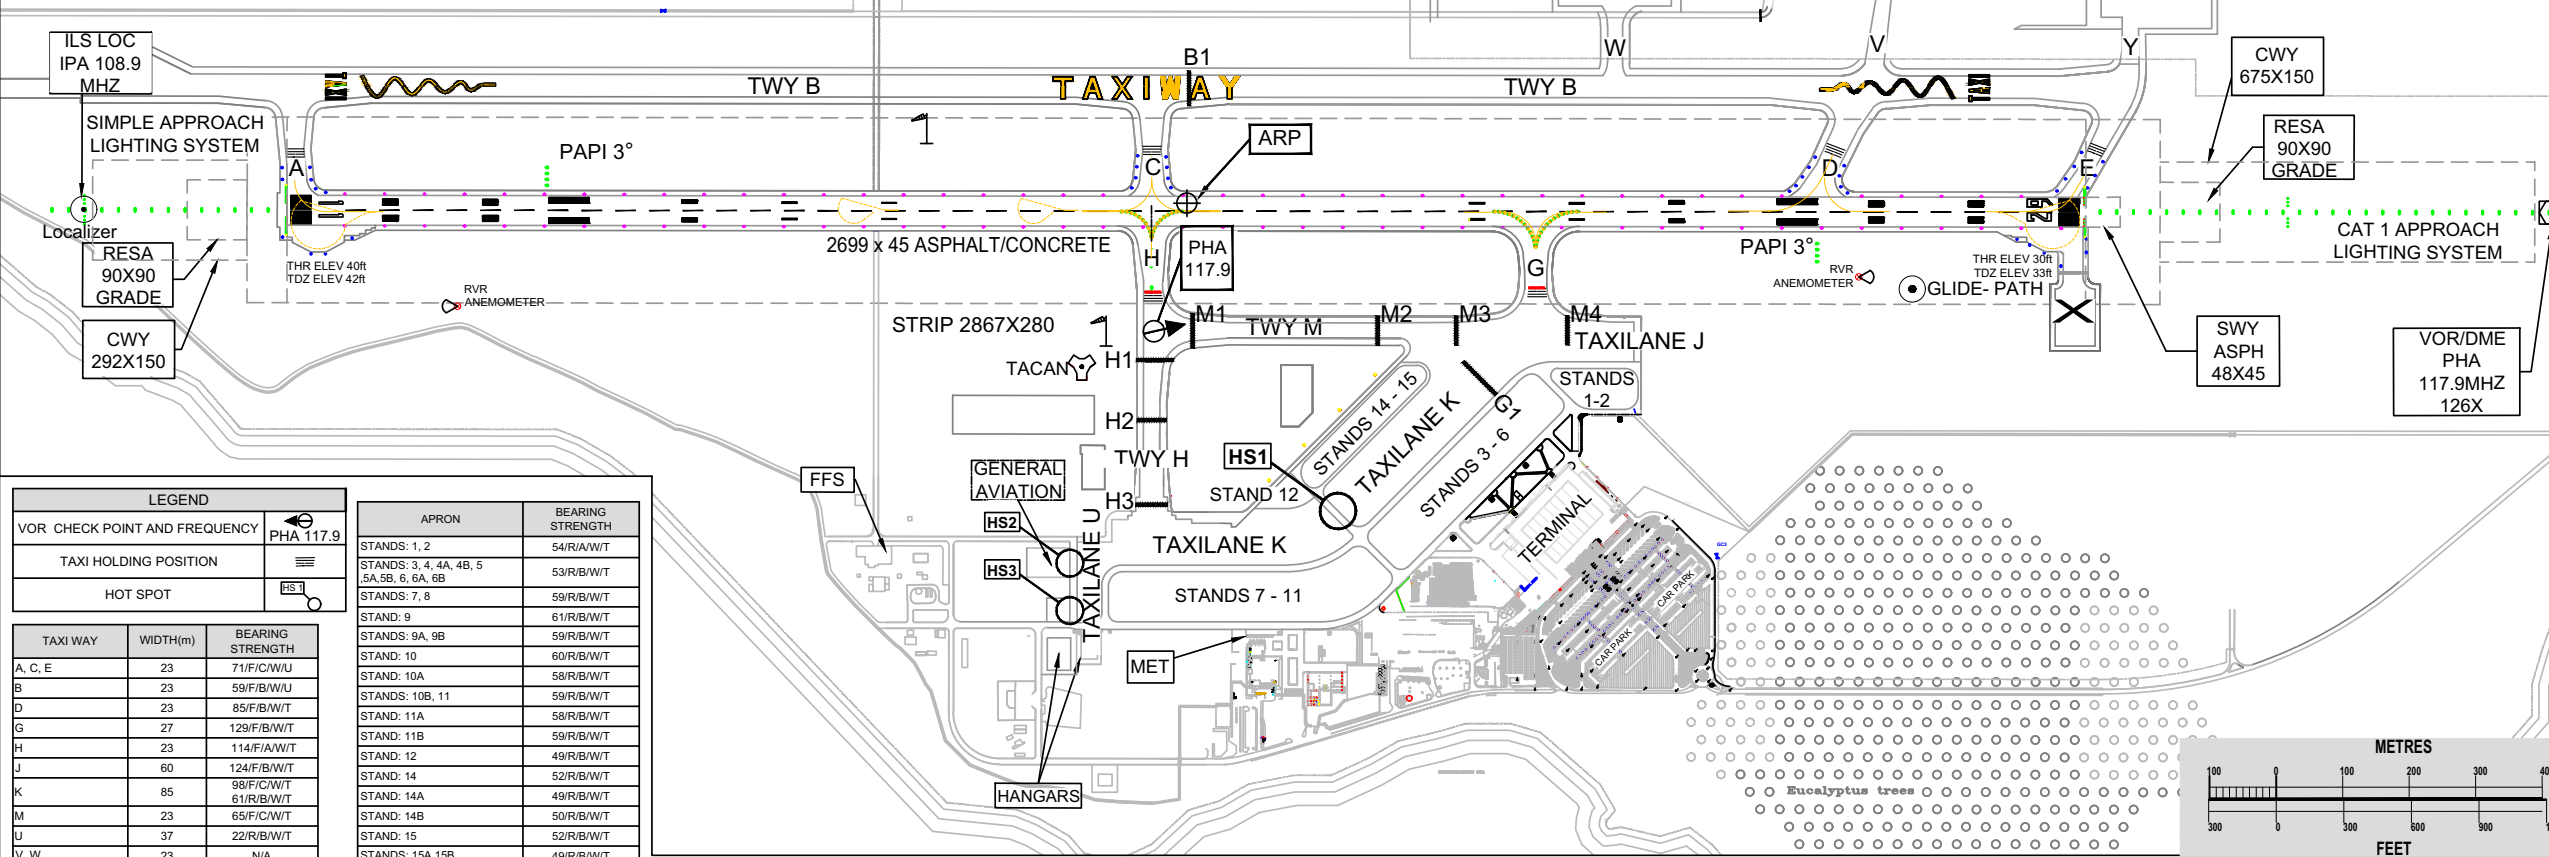 ILS LOC
IPA 108.9
MHZ
B1
W
V
Y
CWY
675X150
TAXI
TWY B
TAXIWAY
TWY B
TAXI
SIMPLE APPROACH
LIGHTING SYSTEM
PAPI 3°
ARP
RESA
90X90
GRADE
A
C
D
E
11
29
Localizer
2699 x 45 ASPHALT/CONCRETE
H
G
PAPI 3°
CAT 1 APPROACH
LIGHTING SYSTEM
RESA
90X90
GRADE
THR ELEV 40ft
TDZ ELEV 42ft
PHA
117.9
THR ELEV 30ft
TDZ ELEV 33ft
RVR
ANEMOMETER
RVR
ANEMOMETER
GLIDE- PATH
CWY
292X150
STRIP 2867X280
M1
TWY M
M2
M3
M4
TAXILANE J
X
SWY
ASPH
48X45
VOR/DME
PHA
117.9MHZ
126X
TACAN
H1
H2
TWY H
H3
STANDS 14 - 15
TAXILANE K
G1
STANDS 3 - 6
STANDS
1-2
HS1
STAND 12
FFS
GENERAL
AVIATION
HS2
HS3
TAXILANE U
TAXILANE K
STANDS 7 - 11
TERMINAL
CAR PARK
CAR PARK
MET
HANGARS
Eucalyptus trees
LEGEND
VOR CHECK POINT AND FREQUENCY PHA 117.9
TAXI HOLDING POSITION
HOT SPOT HS 1
TAXI WAY WIDTH(m) BEARING STRENGTH
A, C, E 23 71/F/C/W/U
B 23 59/F/B/W/U
D 23 85/F/B/W/T
G 27 129/F/B/W/T
H 23 114/F/A/W/T
J 60 124/F/B/W/T
K 85 98/F/C/W/T
61/R/B/W/T
M 23 65/F/C/W/T
U 37 22/R/B/W/T
V, W 23 N/A
APRON BEARING STRENGTH
STANDS: 1, 2 54/R/A/W/T
STANDS: 3, 4, 4A, 4B, 5
,5A,5B, 6, 6A, 6B 53/R/B/W/T
STANDS: 7, 8 59/R/B/W/T
STAND: 9 61/R/B/W/T
STANDS: 9A, 9B 59/R/B/W/T
STAND: 10 60/R/B/W/T
STAND: 10A 58/R/B/W/T
STANDS: 10B, 11 59/R/B/W/T
STAND: 11A 58/R/B/W/T
STAND: 11B 59/R/B/W/T
STAND: 12 49/R/B/W/T
STAND: 14 52/R/B/W/T
STAND: 14A 49/R/B/W/T
STAND: 14B 50/R/B/W/T
STAND: 15 52/R/B/W/T
STANDS: 15A,15B 49/R/B/W/T
METRES
100 0 100 200 300
300 0 300 600 900
FEET